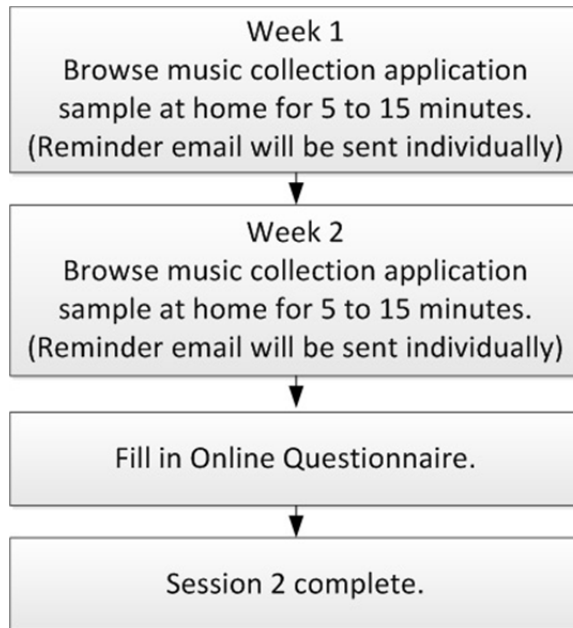 Week 1
Browse music collection application
sample at home for 5 to 15 minutes.
(Reminder email will be sent individually)
Week 2
Browse music collection application
sample at home for 5 to 15 minutes.
(Reminder email will be sent individually)
Fill in Online Questionnaire.
Session 2 complete.